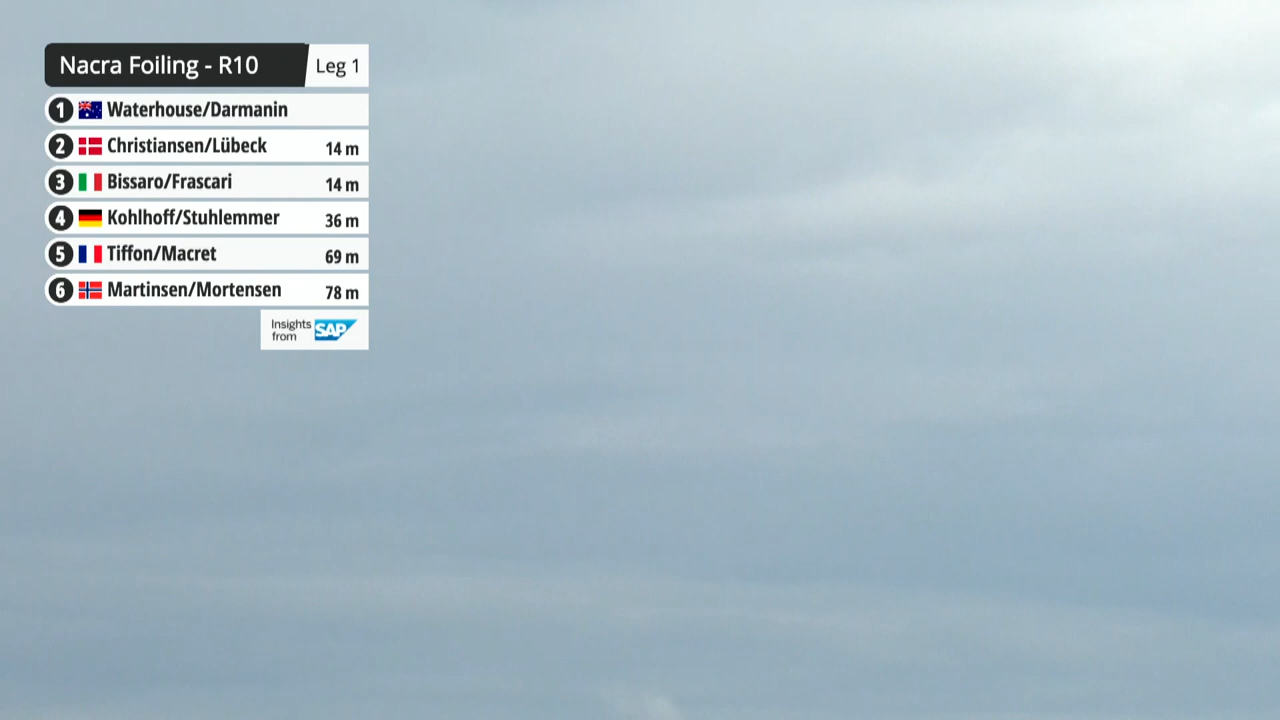 Nacra Foiling - R10 Leg 1
1 Waterhouse/Darmanin
2 Christiansen/Lübeck 14 m
3 Bissaro/Frascari 14 m
4 Kohlhoff/Stuhlemmer 36 m
5 Tiffon/Macret 69 m
6 Martinsen/Mortensen 78 m
Insights from SAP